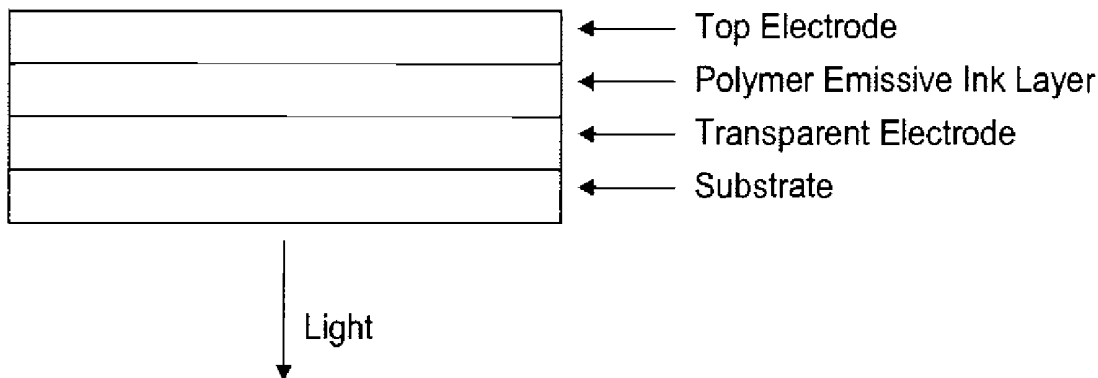 Top Electrode
Polymer Emissive Ink Layer
Transparent Electrode
Substrate
Light